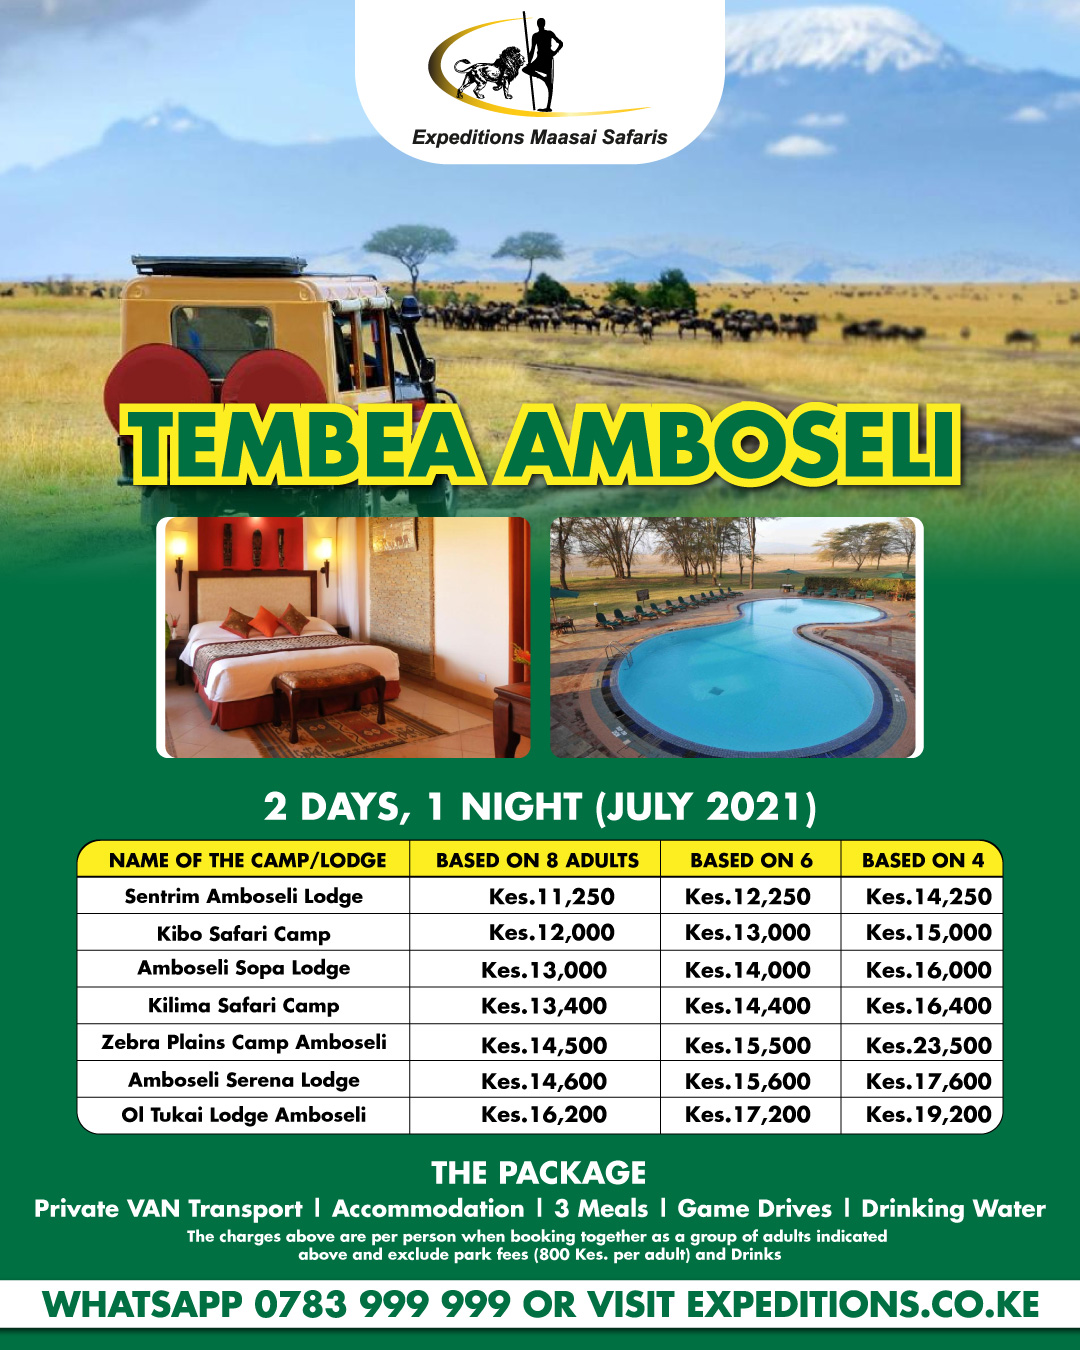 Expeditions Maasai Safaris
TEMBEA AMBOSELI
2 DAYS, 1 NIGHT (JULY 2021)
NAME OF THE CAMP/LODGE BASED ON 8 ADULTS BASED ON 6 BASED ON 4
Sentrim Amboseli Lodge Kes.11,250 Kes.12,250 Kes.14,250
Kibo Safari Camp Kes.12,000 Kes.13,000 Kes.15,000
Amboseli Sopa Lodge Kes.13,000 Kes.14,000 Kes.16,000
Kilima Safari Camp Kes.13,400 Kes.14,400 Kes.16,400
Zebra Plains Camp Amboseli Kes.14,500 Kes.15,500 Kes.23,500
Amboseli Serena Lodge Kes.14,600 Kes.15,600 Kes.17,600
Ol Tukai Lodge Amboseli Kes.16,200 Kes.17,200 Kes.19,200
THE PACKAGE
Private VAN Transport | Accommodation | 3 Meals | Game Drives | Drinking Water
The charges above are per person when booking together as a group of adults indicated
above and exclude park fees (800 Kes. per adult) and Drinks
WHATSAPP 0783 999 999 OR VISIT EXPEDITIONS.CO.KE